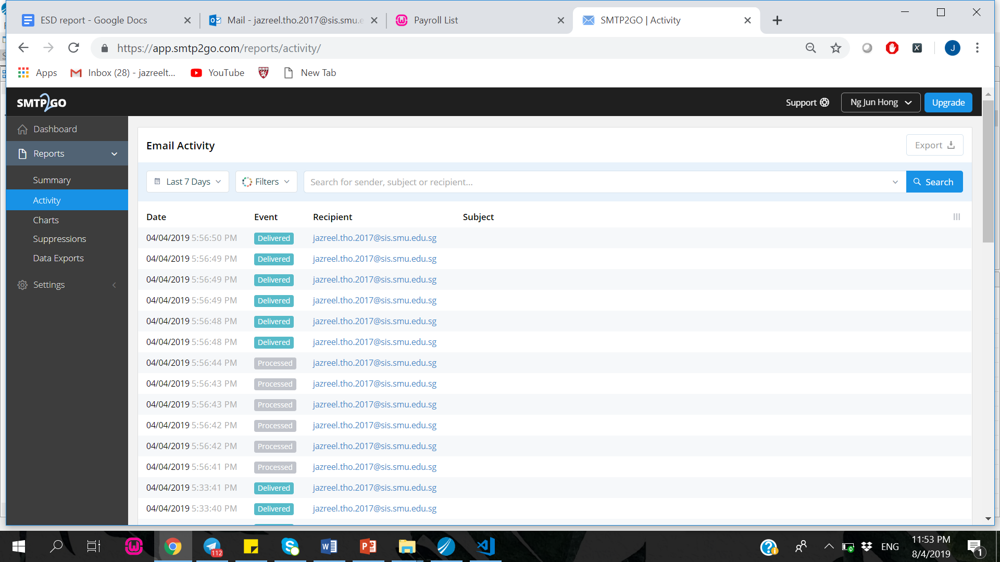 ESD report - Google Docs
Mail - jazreel.tho.2017@sis.smu.e
Payroll List
SMTP2GO | Activity
https://app.smtp2go.com/reports/activity/
J
Apps
Inbox (28) - jazreelt...
YouTube
New Tab
SMTP2GO
Support
Ng Jun Hong
Upgrade
Dashboard
Reports
Summary
Activity
Charts
Suppressions
Data Exports
Settings
Email Activity
Export
Last 7 Days
Filters
Search for sender, subject or recipient...
Search
Date Event Recipient Subject
04/04/2019 5:56:50 PM Delivered jazreel.tho.2017@sis.smu.edu.sg
04/04/2019 5:56:49 PM Delivered jazreel.tho.2017@sis.smu.edu.sg
04/04/2019 5:56:49 PM Delivered jazreel.tho.2017@sis.smu.edu.sg
04/04/2019 5:56:49 PM Delivered jazreel.tho.2017@sis.smu.edu.sg
04/04/2019 5:56:48 PM Delivered jazreel.tho.2017@sis.smu.edu.sg
04/04/2019 5:56:48 PM Delivered jazreel.tho.2017@sis.smu.edu.sg
04/04/2019 5:56:44 PM Processed jazreel.tho.2017@sis.smu.edu.sg
04/04/2019 5:56:43 PM Processed jazreel.tho.2017@sis.smu.edu.sg
04/04/2019 5:56:43 PM Processed jazreel.tho.2017@sis.smu.edu.sg
04/04/2019 5:56:42 PM Processed jazreel.tho.2017@sis.smu.edu.sg
04/04/2019 5:56:42 PM Processed jazreel.tho.2017@sis.smu.edu.sg
04/04/2019 5:56:41 PM Processed jazreel.tho.2017@sis.smu.edu.sg
04/04/2019 5:33:41 PM Delivered jazreel.tho.2017@sis.smu.edu.sg
04/04/2019 5:33:40 PM Delivered jazreel.tho.2017@sis.smu.edu.sg
112
ENG
11:53 PM
8/4/2019
1